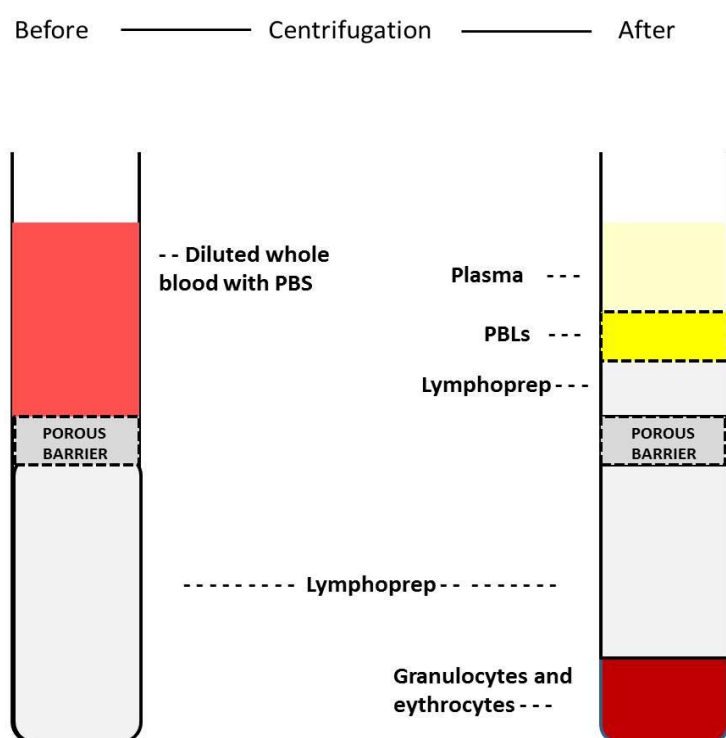 Before Centrifugation After
- - Diluted whole
blood with PBS
Plasma - - -
PBLs - - -
Lymphoprep - - -
POROUS
BARRIER
POROUS
BARRIER
- - - - - - - - - Lymphoprep - - - - - - - - -
Granulocytes and
eythrocytes - - -